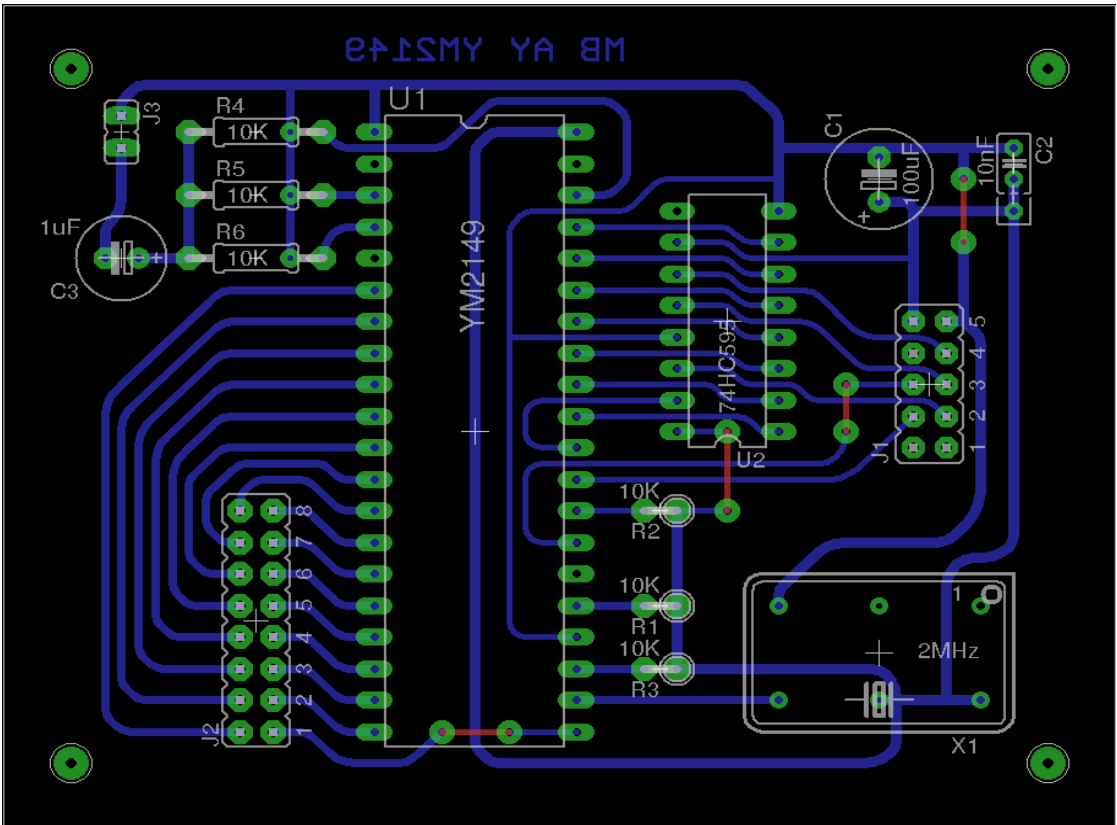 MB AY YM2149
U1
J3
R4
10K
R5
10K
R6
10K
1uF
C3
C1
100uF
+
10nF
C2
YM2149
74HC595
U2
5
4
3
2
1
J1
10K
R2
10K
R1
10K
R3
8
7
6
5
4
3
2
1
J2
1
2MHz
X1